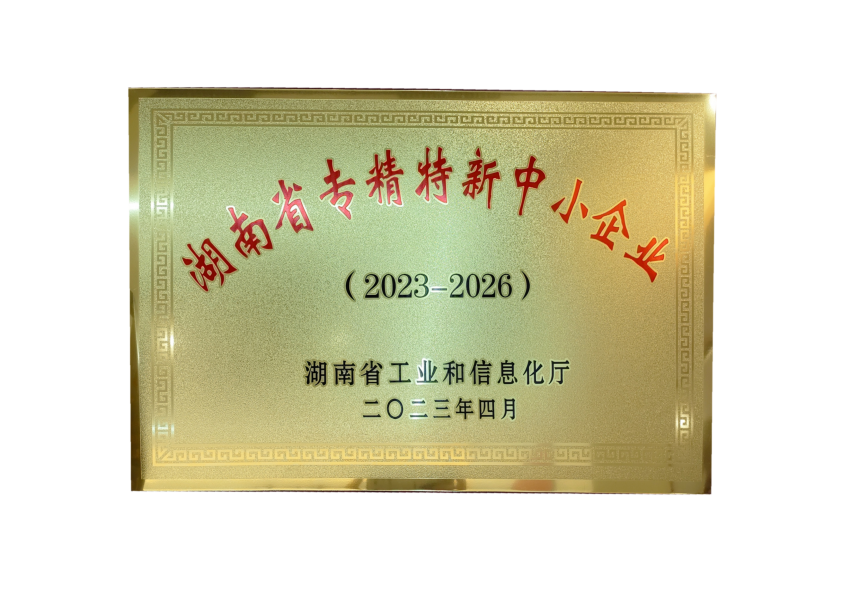 湖南省专精特新中小企业
（2023-2026）
湖南省工业和信息化厅
二〇二三年四月